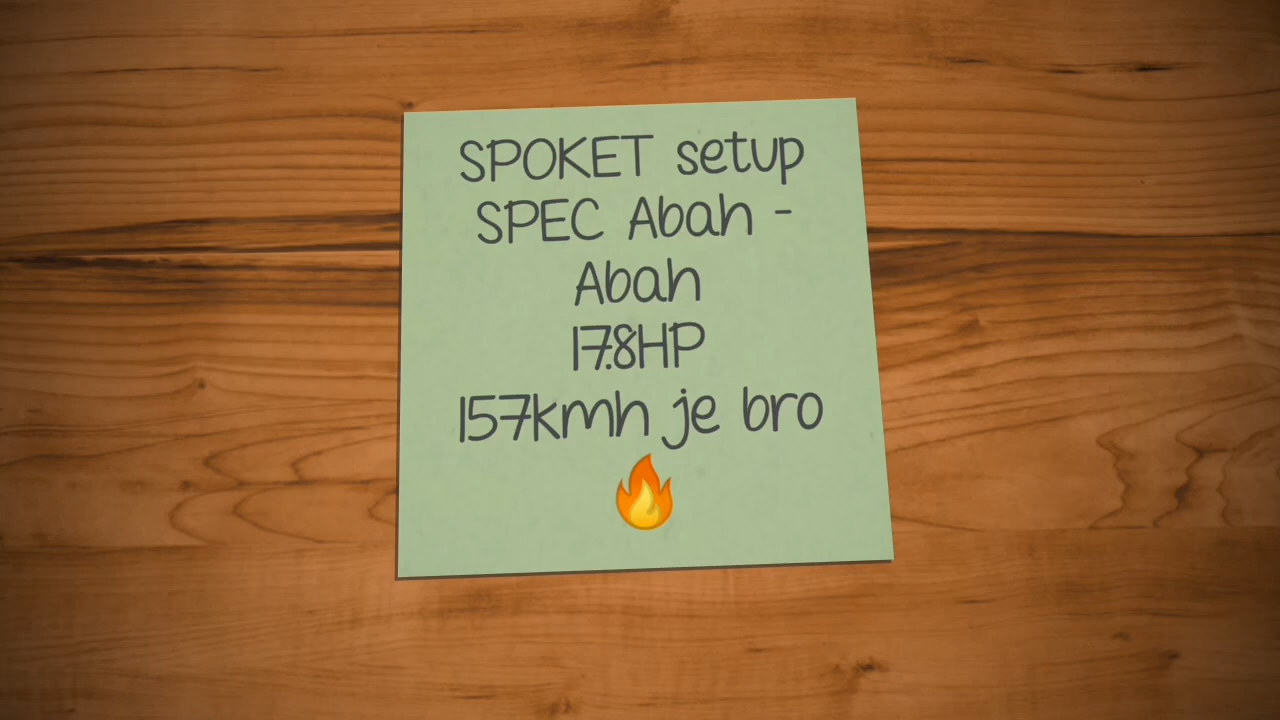 SPOKET setup
SPEC Abah -
Abah
17.8HP
157kmh je bro
🔥